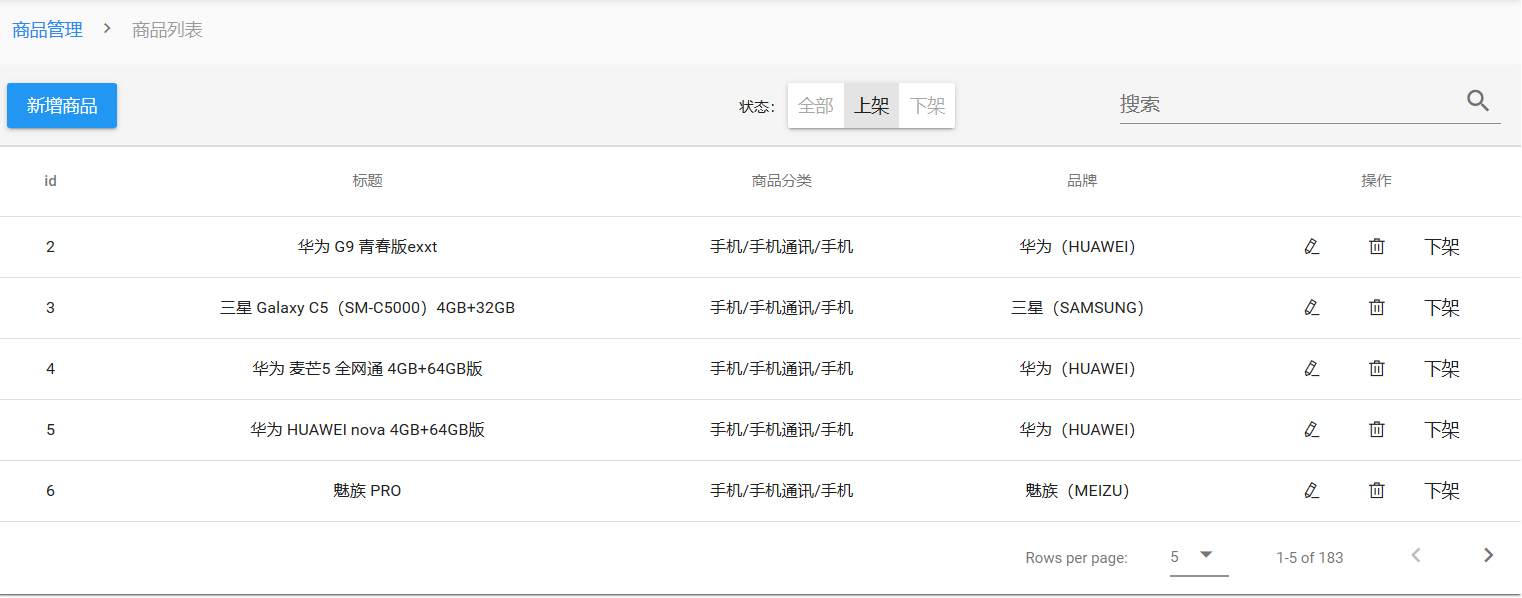 商品管理 > 商品列表
新增商品 状态： 全部 上架 下架 搜索
id 标题 商品分类 品牌 操作
2 华为 G9 青春版exxt 手机/手机通讯/手机 华为（HUAWEI） 下架
3 三星 Galaxy C5（SM-C5000）4GB+32GB 手机/手机通讯/手机 三星（SAMSUNG） 下架
4 华为 麦芒5 全网通 4GB+64GB版 手机/手机通讯/手机 华为（HUAWEI） 下架
5 华为 HUAWEI nova 4GB+64GB版 手机/手机通讯/手机 华为（HUAWEI） 下架
6 魅族 PRO 手机/手机通讯/手机 魅族（MEIZU） 下架
Rows per page: 5 1-5 of 183